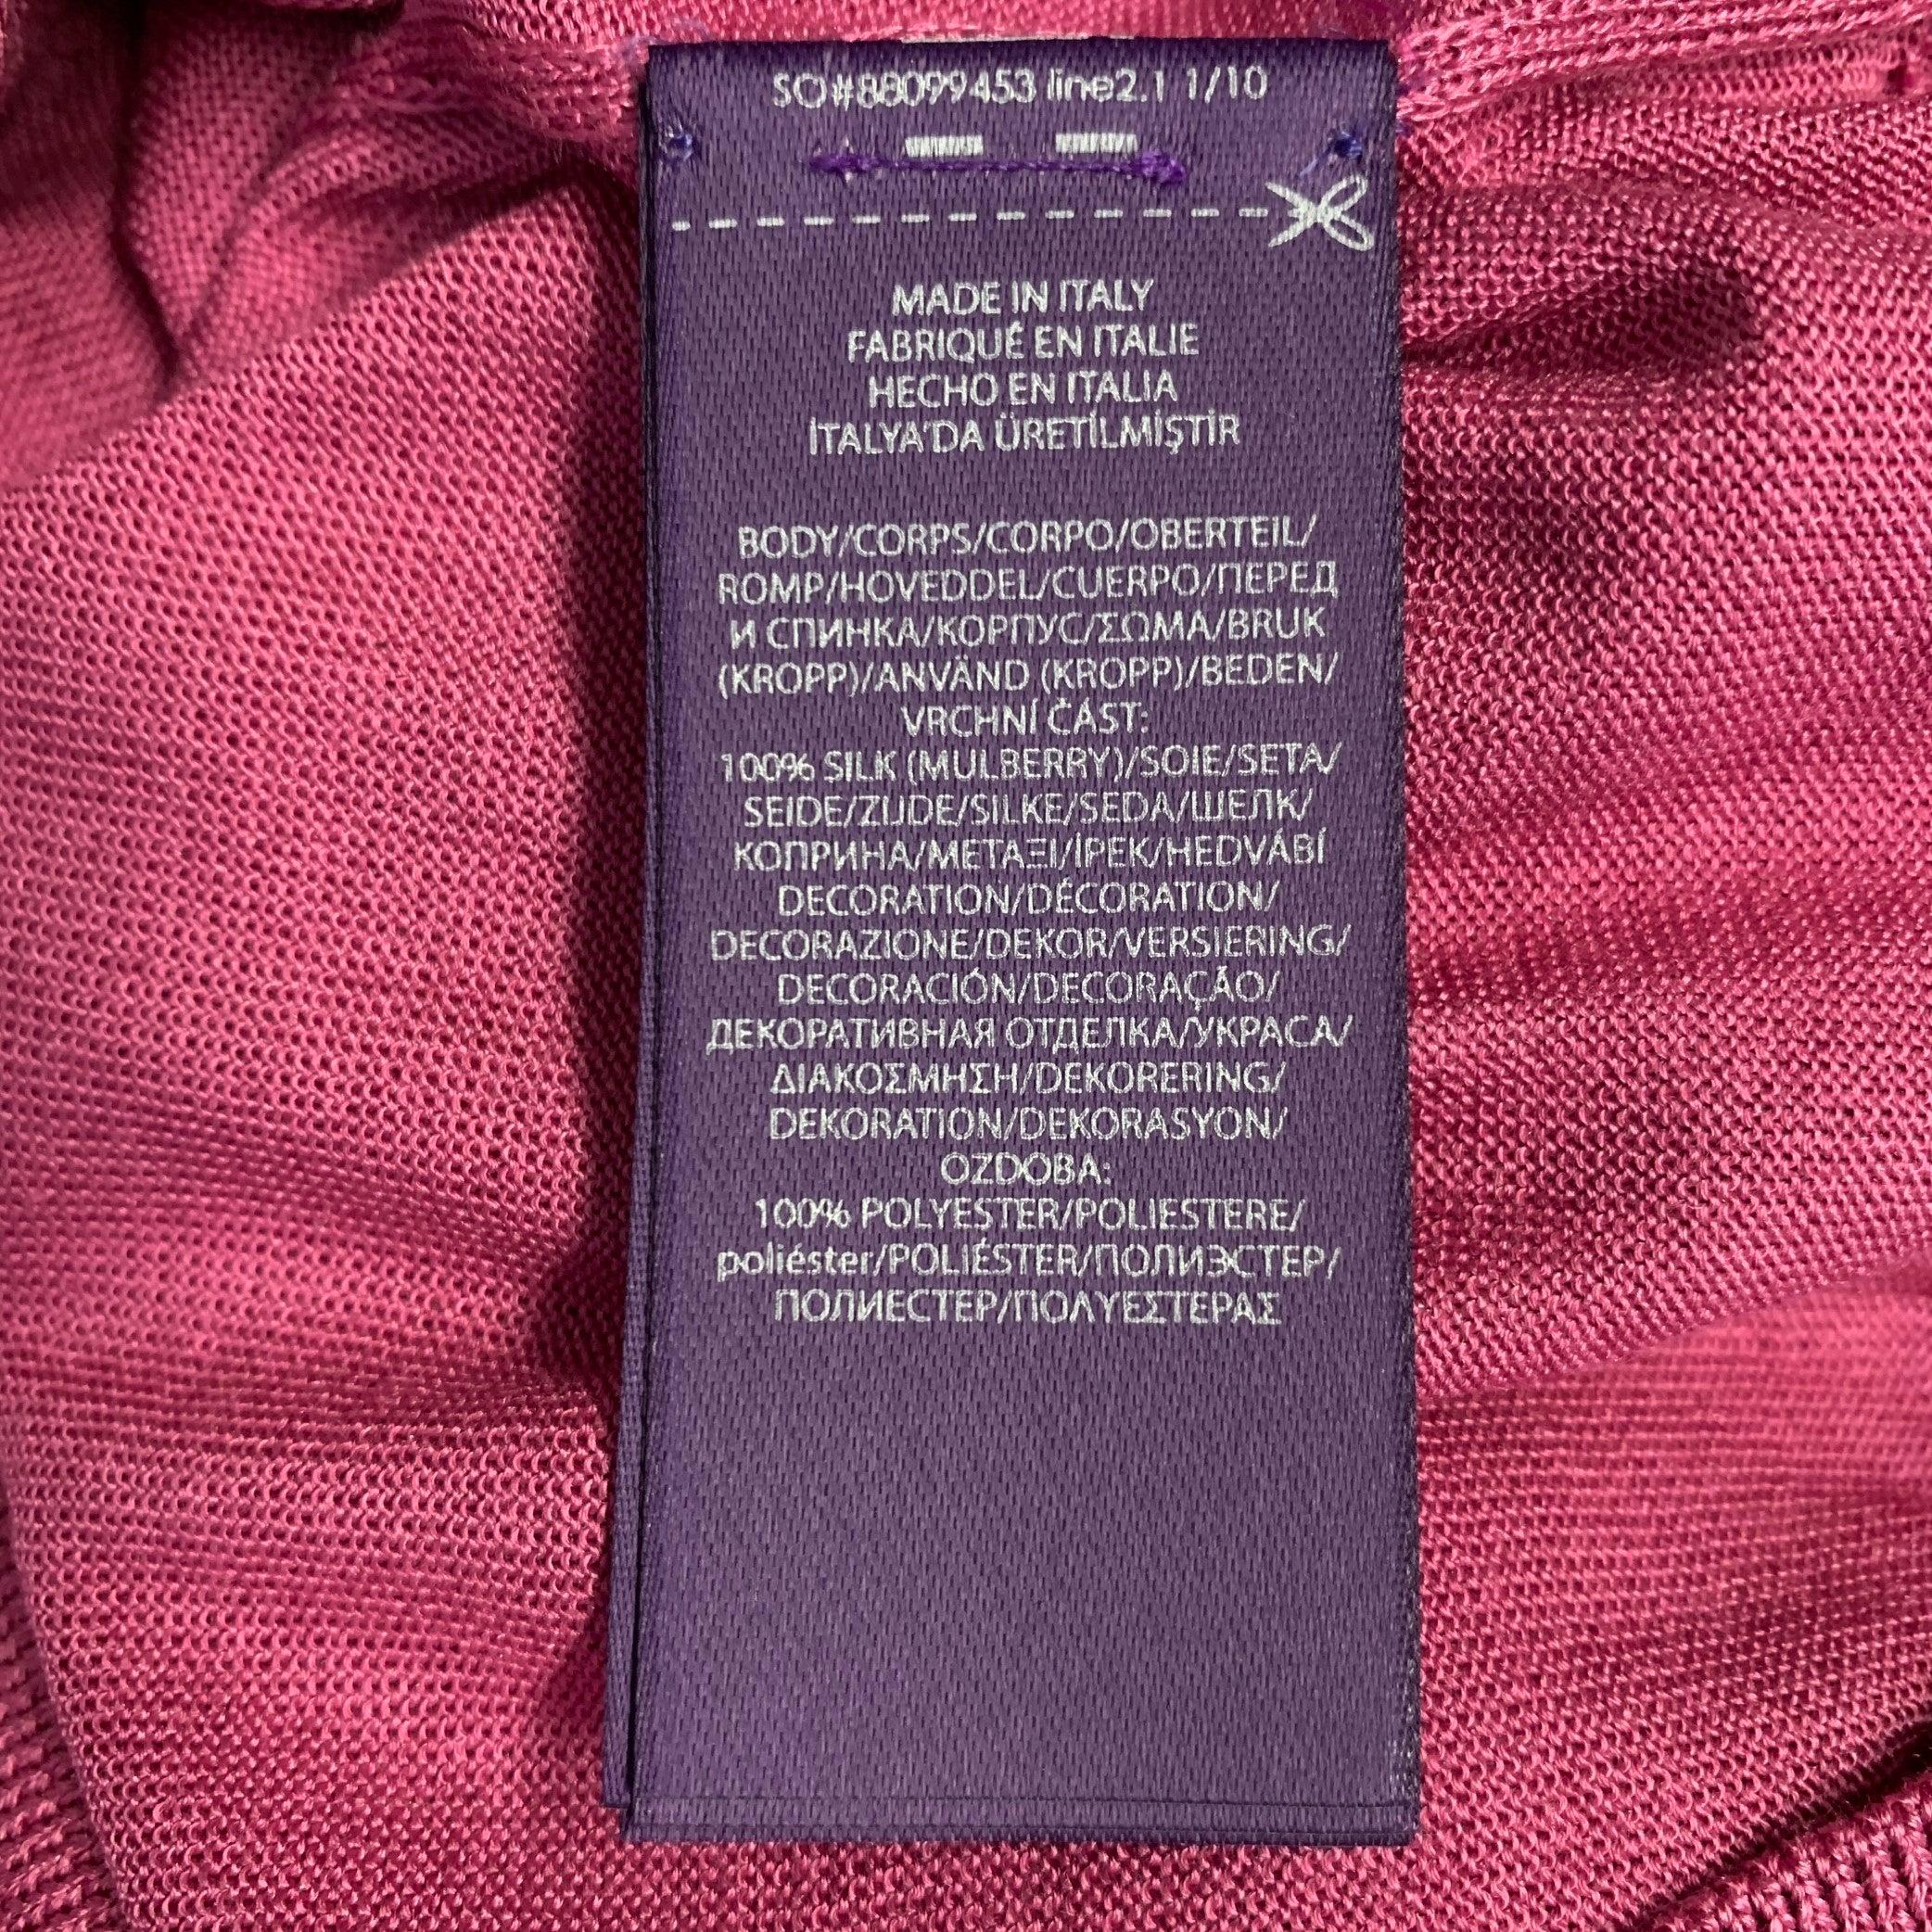 SO#88099453 line2.1 1/10
MADE IN ITALY
FABRIQUÉ EN ITALIE
HECHO EN ITALIA
İTALYA'DA ÜRETİLMİŞTİR
BODY/CORPS/CORPO/OBERTEIL/
ROMP/HOVEDDEL/CUERPO/ПЕРЕД
И СПИНКА/КОРПУС/ΣΩΜΑ/BRUK
(KROPP)/ANVÄND (KROPP)/BEDEN/
VRCHNÍ ČÁST:
100% SILK (MULBERRY)/SOIE/SETA/
SEIDE/ZIJDE/SILKE/SEDA/ШЕЛК/
КОПРИНА/ΜΕΤΑΞΙ/İPEK/HEDVÁBÍ
DECORATION/DÉCORATION/
DECORAZIONE/DEKOR/VERSIERING/
DECORACIÓN/DECORAÇÃO/
ДЕКОРАТИВНАЯ ОТДЕЛКА/УКРАСА/
ΔΙΑΚΟΣΜΗΣΗ/DEKORERING/
DEKORATION/DEKORASYON/
OZDOBA:
100% POLYESTER/POLIESTERE/
poliéster/POLIÉSTER/ПОЛИЭСТЕР/
ПОЛИЕСТЕР/ΠΟΛΥΕΣΤΕΡΑΣ